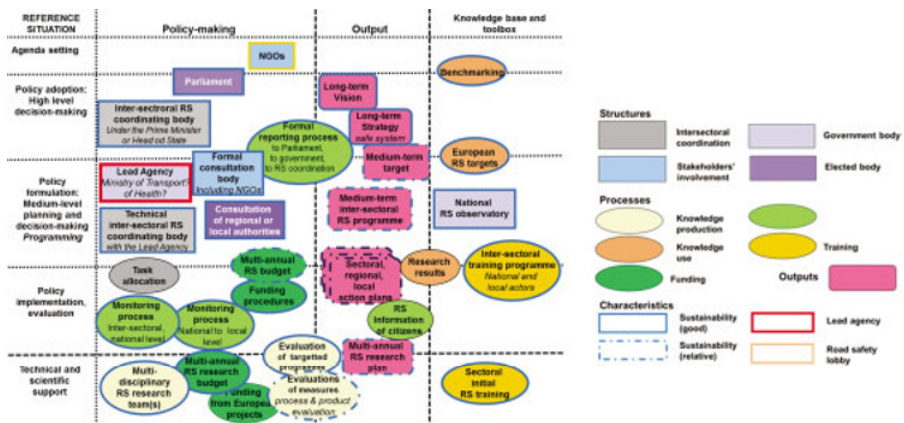 REFERENCE
SITUATION
Policy-making
Output
Knowledge base and
toolbox
Agenda setting
NGOs
Benchmarking
Policy adoption:
High level
decision-making
Parliament
Long-term
Vision
Inter-sectroral RS
coordinating body
Under the Prime Minister
or Head od State
Formal
reporting process
to Parliament,
to government,
to RS coordination
Long-term
Strategy
safe system
Medium-term
target
European
RS targets
Policy
formulation:
Medium-level
planning and
decision-making
Programming
Lead Agency
Ministry of Transport?
of Health?
Formal
consultation
body
Including NGOs
Medium-term
inter-sectoral
RS programme
National
RS observatory
Technical
inter-sectoral RS
coordinating body
with the Lead Agency
Consultation
of regional or
local authorities
Policy
implementation,
evaluation
Task
allocation
Multi-annual
RS budget
Funding
procedures
Sectoral,
regional,
local
action plans
Research
results
Inter-sectoral
training programme
National and
local actors
Monitoring
process
Inter-sectoral,
national level
Monitoring
process
National to local
level
RS
Information
of citizens
Technical and
scientific
support
Multi-
disciplinary
RS research
team(s)
Multi-annual
RS research
budget
Funding
from European
projects
Evaluation
of targetted
programme
Evaluations
of measures
process & product
evaluation
Multi-annual
RS research
plan
Sectoral
initial
RS training
Structures
Intersectoral
coordination
Government body
Stakeholders'
involvement
Elected body
Processes
Knowledge
production
Knowledge
use
Training
Funding
Outputs
Characteristics
Sustainability
(good)
Lead agency
Sustainability
(relative)
Road safety
lobby